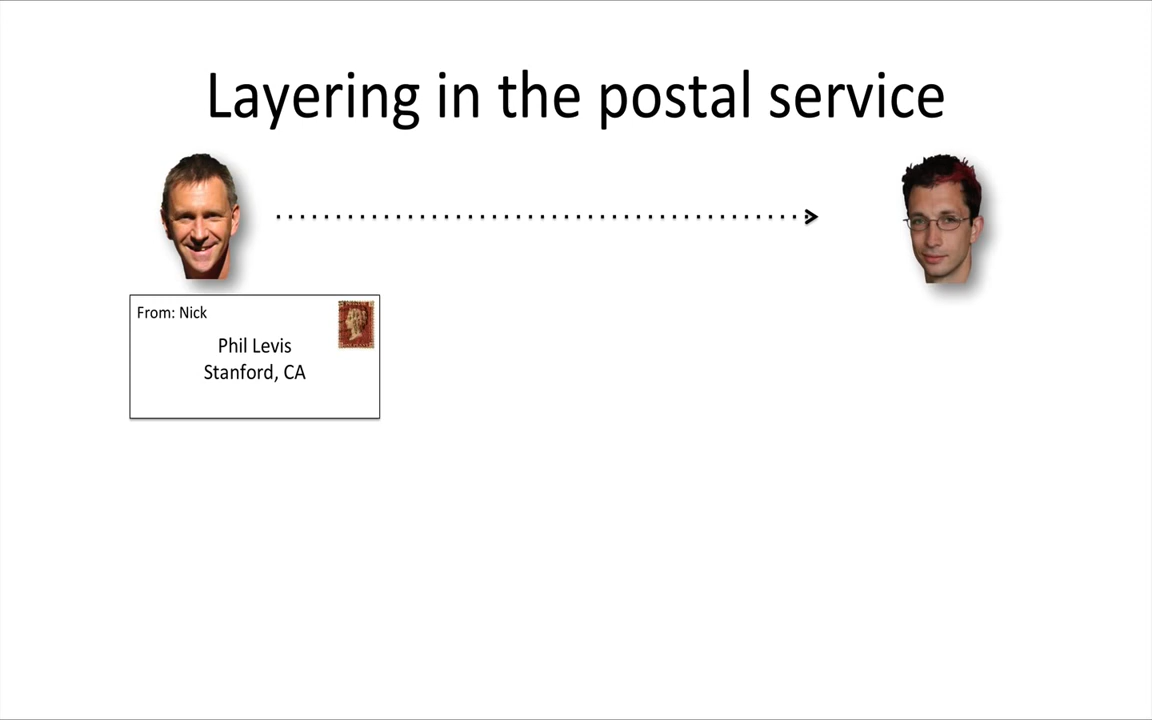 Layering in the postal service
From: Nick
Phil Levis
Stanford, CA